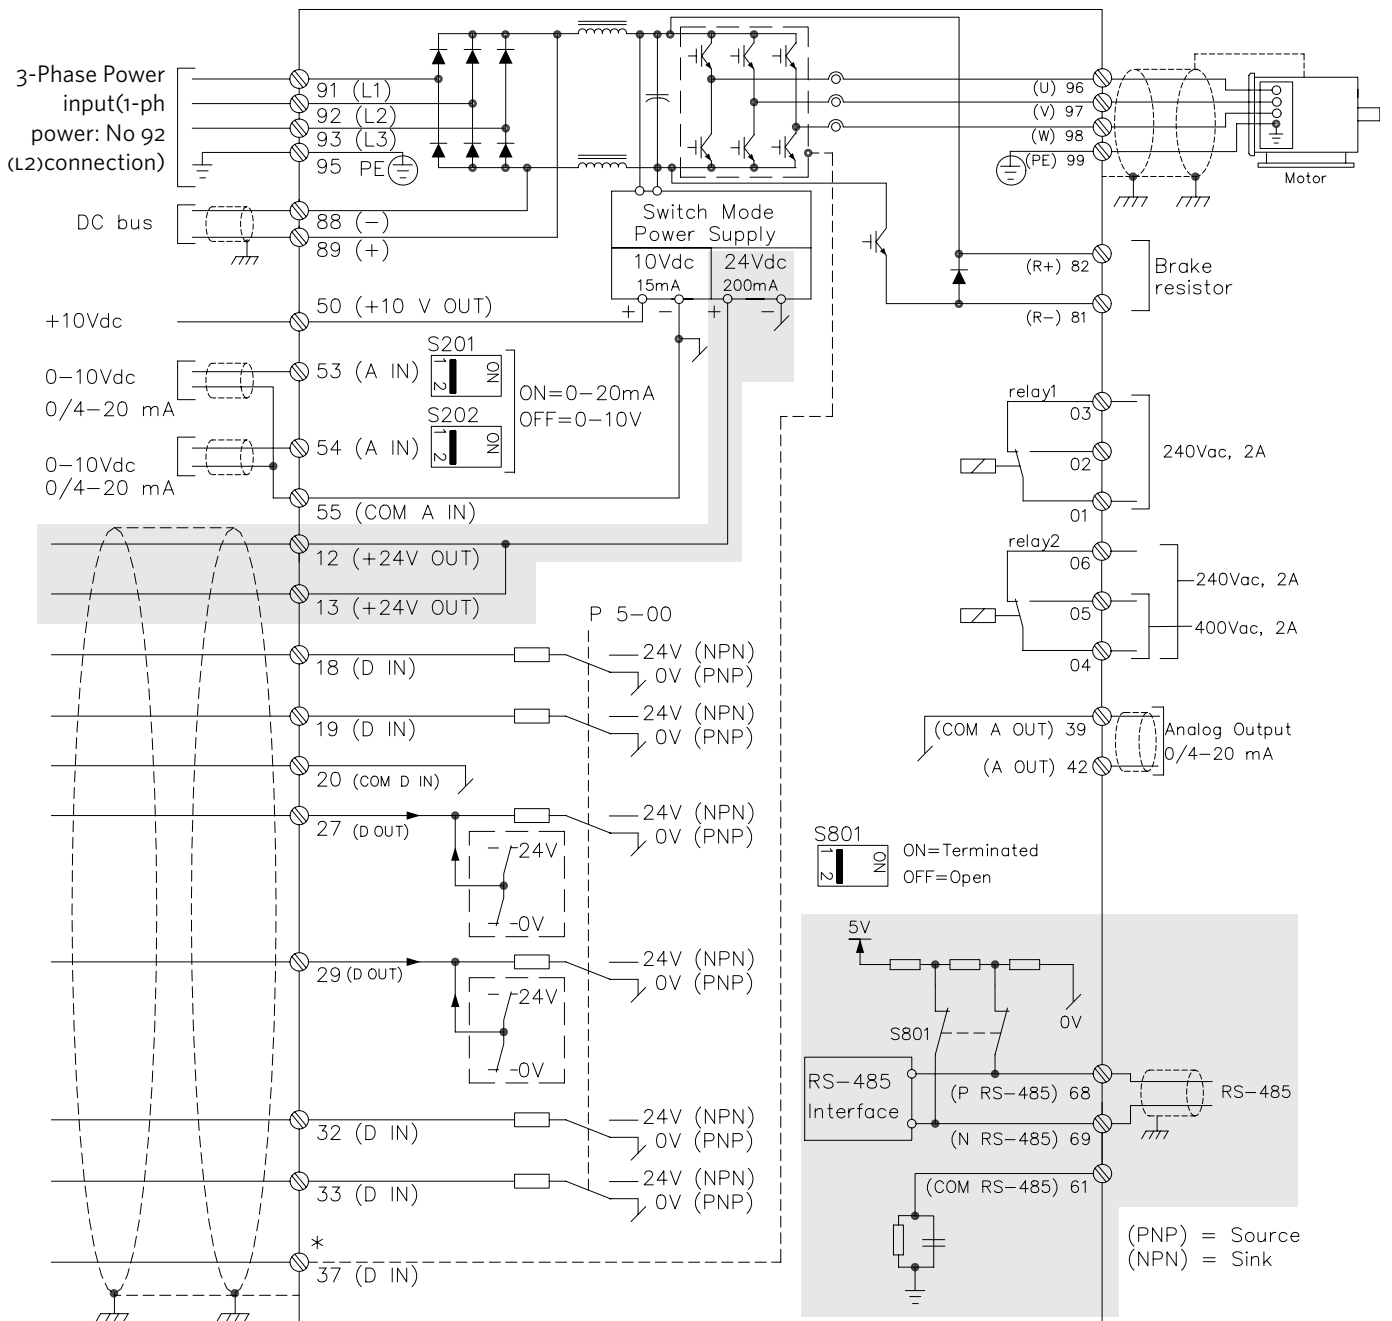 3-Phase Power
input(1-ph
power: No 92
(L2)connection)
91 (L1)
92 (L2)
93 (L3)
95 PE
DC bus
88 (-)
89 (+)
Switch Mode
Power Supply
10Vdc
15mA
24Vdc
200mA
+ - + -
(U) 96
(V) 97
(W) 98
(PE) 99
Motor
(R+) 82
(R-) 81
Brake
resistor
+10Vdc
50 (+10 V OUT)
0-10Vdc
0/4-20 mA
53 (A IN)
S201
1 2
ON
S202
1 2
ON
ON=0-20mA
OFF=0-10V
0-10Vdc
0/4-20 mA
54 (A IN)
55 (COM A IN)
12 (+24V OUT)
13 (+24V OUT)
relay1
03
02
01
240Vac, 2A
relay2
06
05
04
240Vac, 2A
400Vac, 2A
P 5-00
18 (D IN)
24V (NPN)
0V (PNP)
19 (D IN)
24V (NPN)
0V (PNP)
20 (COM D IN)
27 (D OUT)
24V (NPN)
0V (PNP)
24V
0V
29 (D OUT)
24V (NPN)
0V (PNP)
24V
0V
32 (D IN)
24V (NPN)
0V (PNP)
33 (D IN)
24V (NPN)
0V (PNP)
*
37 (D IN)
(COM A OUT) 39
(A OUT) 42
Analog Output
0/4-20 mA
S801
1 2
ON
ON=Terminated
OFF=Open
5V
S801
0V
RS-485
Interface
(P RS-485) 68
(N RS-485) 69
(COM RS-485) 61
RS-485
(PNP) = Source
(NPN) = Sink